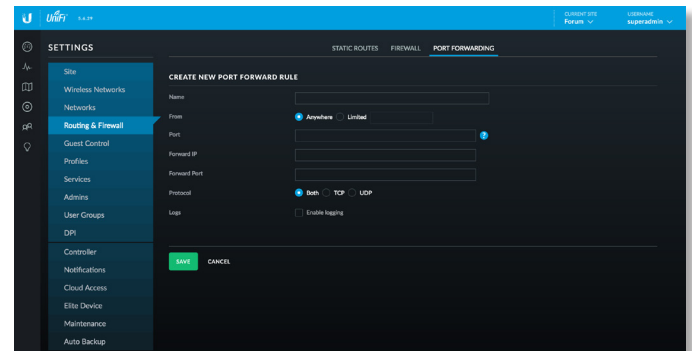 UniFi 5.6.29
CURRENT SITE
Forum
USERNAME
superadmin
SETTINGS
STATIC ROUTES FIREWALL PORT FORWARDING
Site
Wireless Networks
Networks
Routing & Firewall
Guest Control
Profiles
Services
Admins
User Groups
DPI
Controller
Notifications
Cloud Access
Elite Device
Maintenance
Auto Backup
CREATE NEW PORT FORWARD RULE
Name
From Anywhere Limited
Port ?
Forward IP
Forward Port
Protocol Both TCP UDP
Logs Enable logging
SAVE CANCEL